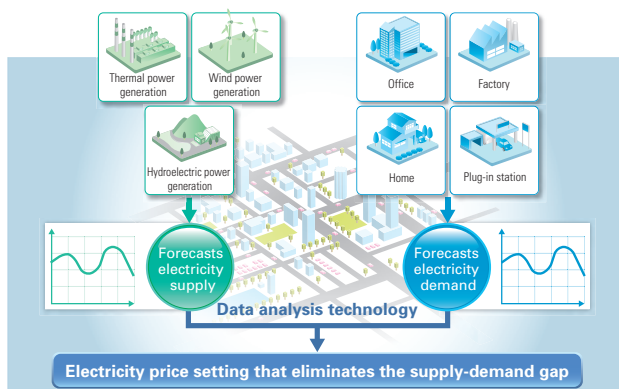 Thermal power
generation
Wind power
generation
Hydroelectric power
generation
Office
Factory
Home
Plug-in station
Forecasts
electricity
supply
Forecasts
electricity
demand
Data analysis technology
Electricity price setting that eliminates the supply-demand gap